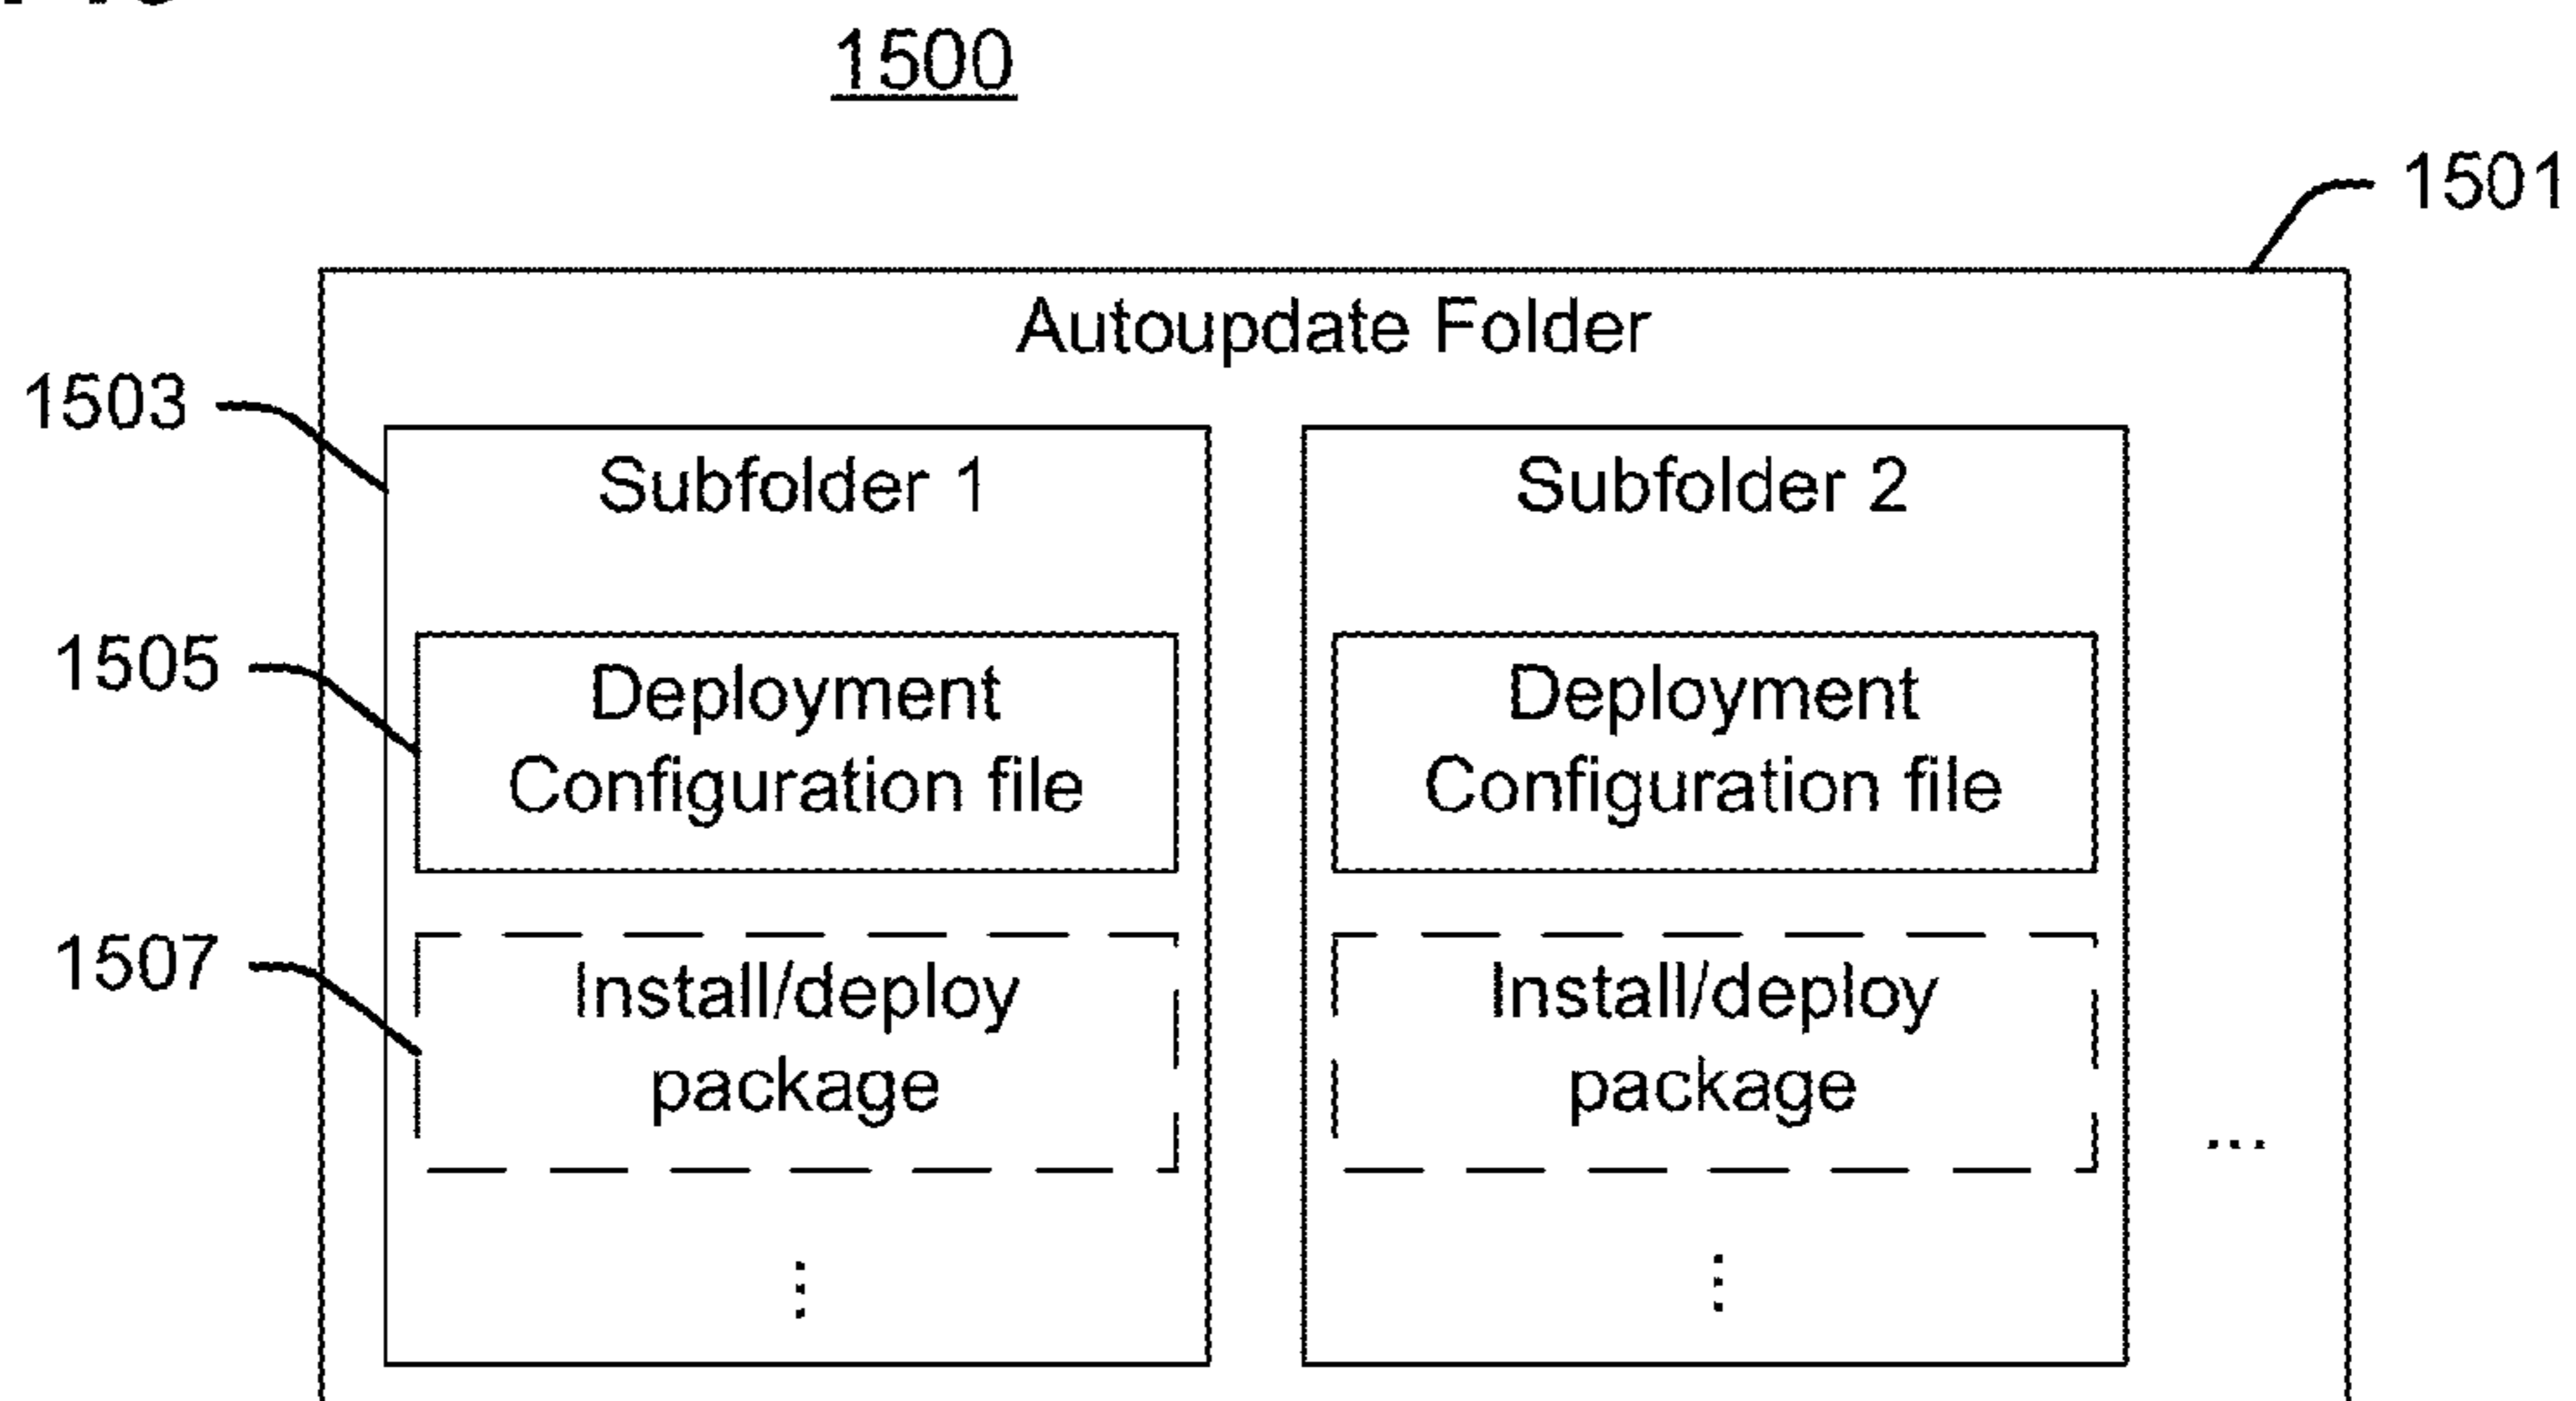 1500
1501
Autoupdate Folder
1503
Subfolder 1
Subfolder 2
1505
Deployment
Configuration file
Deployment
Configuration file
1507
Install/deploy
package
Install/deploy
package
...
⋮
⋮